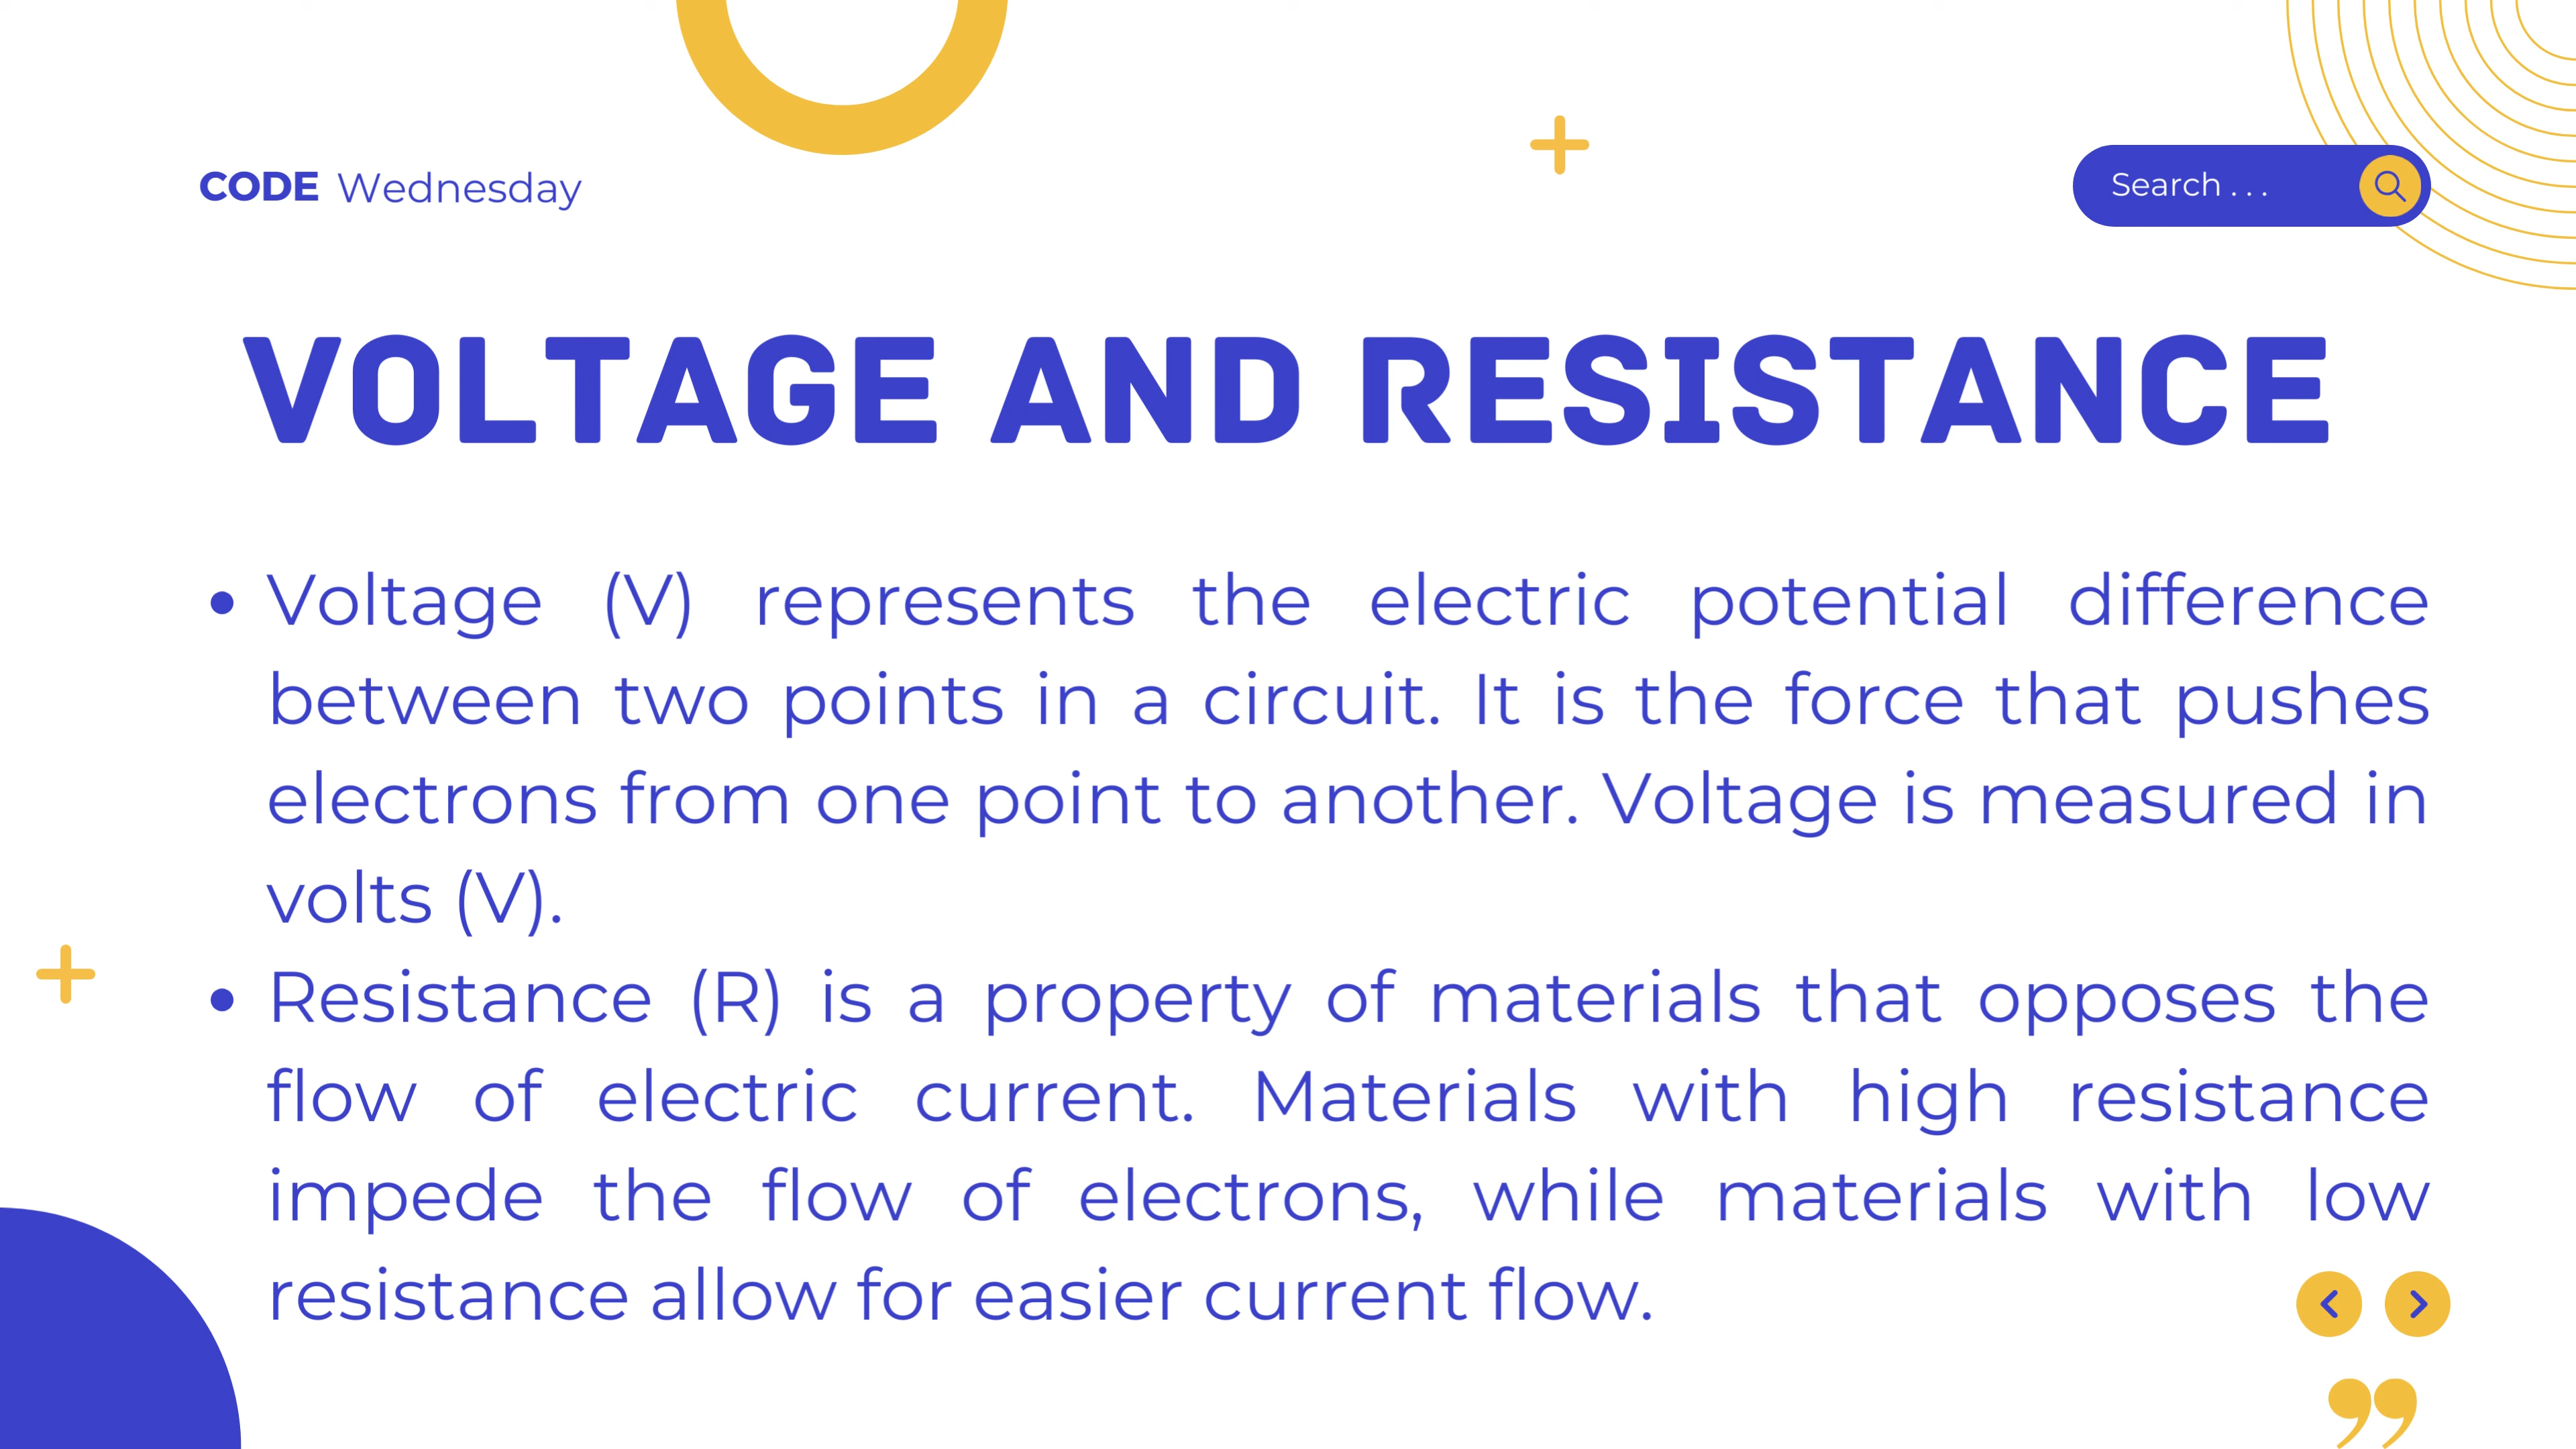 CODE Wednesday
Search . . .
VOLTAGE AND RESISTANCE
• Voltage (V) represents the electric potential difference
between two points in a circuit. It is the force that pushes
electrons from one point to another. Voltage is measured in
volts (V).
• Resistance (R) is a property of materials that opposes the
flow of electric current. Materials with high resistance
impede the flow of electrons, while materials with low
resistance allow for easier current flow.
”